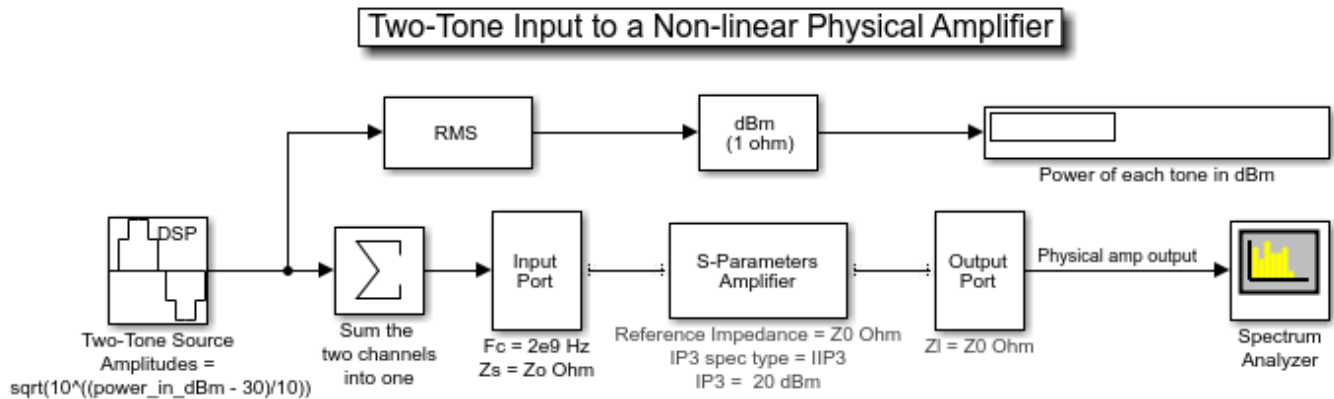 Two-Tone Input to a Non-linear Physical Amplifier
RMS
dBm
(1 ohm)
Power of each tone in dBm
DSP
Two-Tone Source
Amplitudes =
sqrt(10^((power_in_dBm - 30)/10))
Sum the
two channels
into one
Input
Port
Fc = 2e9 Hz
Zs = Zo Ohm
S-Parameters
Amplifier
Reference Impedance = Z0 Ohm
IP3 spec type = IIP3
IP3 =  20 dBm
Output
Port
Zl = Z0 Ohm
Physical amp output
Spectrum
Analyzer